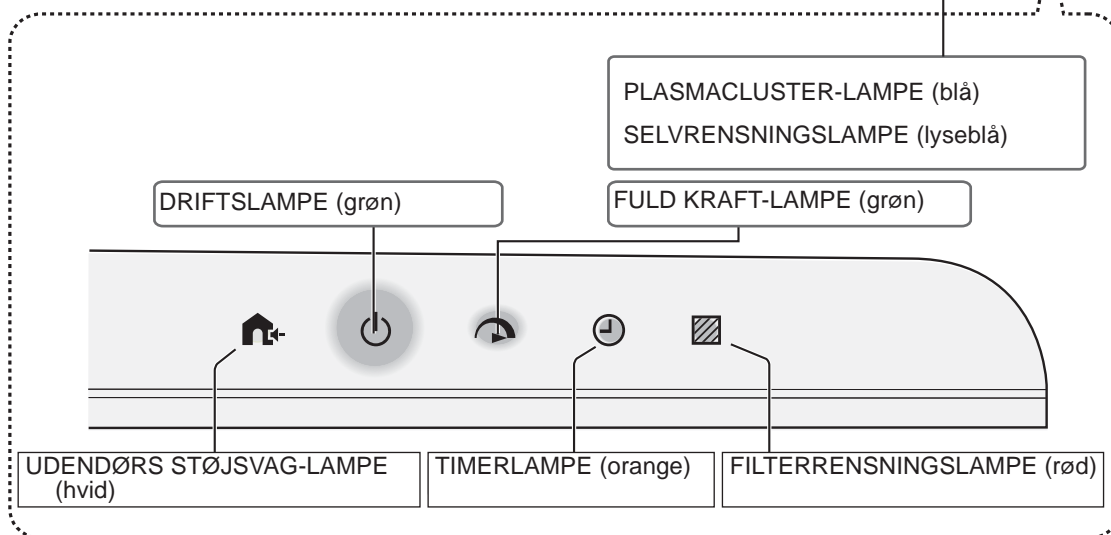 PLASMACLUSTER-LAMPE (blå)
SELVRENSNINGSLAMPE (lyseblå)
DRIFTSLAMPE (grøn)
FULD KRAFT-LAMPE (grøn)
UDENDØRS STØJSVAG-LAMPE
(hvid)
TIMERLAMPE (orange)
FILTERRENSNINGSLAMPE (rød)